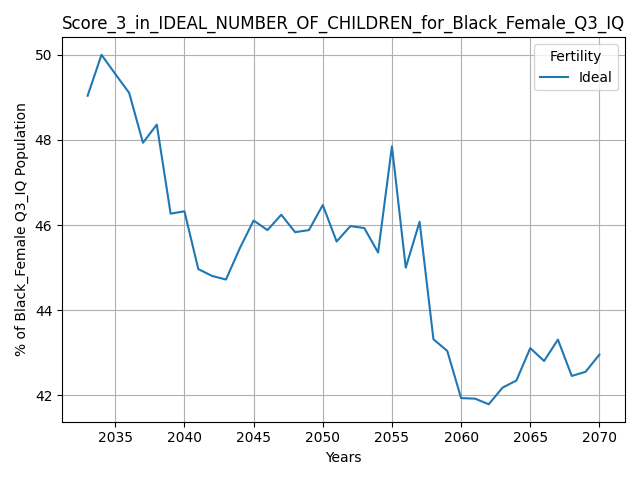 Score_3_in_IDEAL_NUMBER_OF_CHILDREN_for_Black_Female_Q3_IQ
Fertility
Ideal
50
48
46
44
42
% of Black_Female Q3_IQ Population
2035 2040 2045 2050 2055 2060 2065 2070
Years